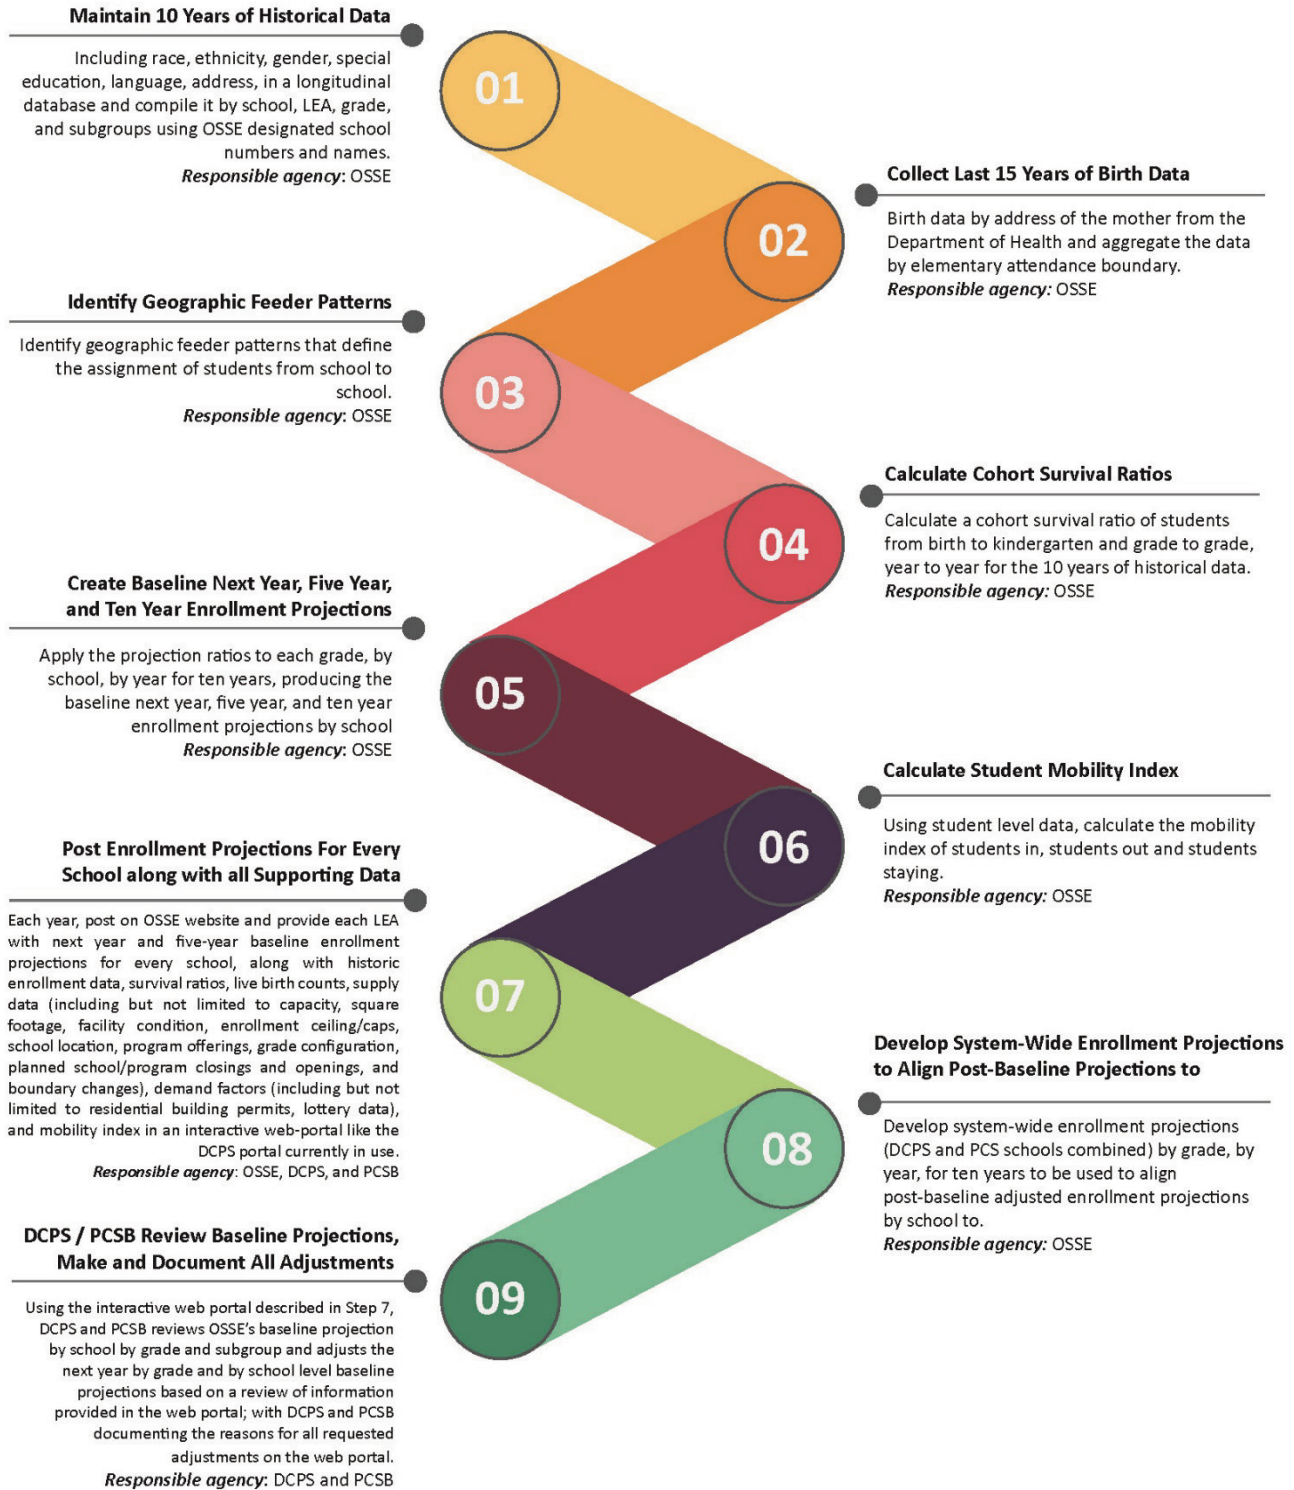 Maintain 10 Years of Historical Data
Including race, ethnicity, gender, special
education, language, address, in a longitudinal
database and compile it by school, LEA, grade,
and subgroups using OSSE designated school
numbers and names.
Responsible agency: OSSE
01
Collect Last 15 Years of Birth Data
Birth data by address of the mother from the
Department of Health and aggregate the data
by elementary attendance boundary.
Responsible agency: OSSE
02
Identify Geographic Feeder Patterns
Identify geographic feeder patterns that define
the assignment of students from school to
school.
Responsible agency: OSSE
03
Calculate Cohort Survival Ratios
Calculate a cohort survival ratio of students
from birth to kindergarten and grade to grade,
year to year for the 10 years of historical data.
Responsible agency: OSSE
04
Create Baseline Next Year, Five Year,
and Ten Year Enrollment Projections
Apply the projection ratios to each grade, by
school, by year for ten years, producing the
baseline next year, five year, and ten year
enrollment projections by school
Responsible agency: OSSE
05
Calculate Student Mobility Index
Using student level data, calculate the mobility
index of students in, students out and students
staying.
Responsible agency: OSSE
06
Post Enrollment Projections For Every
School along with all Supporting Data
Each year, post on OSSE website and provide each LEA
with next year and five-year baseline enrollment
projections for every school, along with historic
enrollment data, survival ratios, live birth counts, supply
data (including but not limited to capacity, square
footage, facility condition, enrollment ceiling/caps,
school location, program offerings, grade configuration,
planned school/program closings and openings, and
boundary changes), demand factors (including but not
limited to residential building permits, lottery data),
and mobility index in an interactive web-portal like the
DCPS portal currently in use.
Responsible agency: OSSE, DCPS, and PCSB
07
Develop System-Wide Enrollment Projections
to Align Post-Baseline Projections to
Develop system-wide enrollment projections
(DCPS and PCS schools combined) by grade, by
year, for ten years to be used to align
post-baseline adjusted enrollment projections
by school to.
Responsible agency: OSSE
08
DCPS / PCSB Review Baseline Projections,
Make and Document All Adjustments
Using the interactive web portal described in Step 7,
DCPS and PCSB reviews OSSE's baseline projection
by school by grade and subgroup and adjusts the
next year by grade and by school level baseline
projections based on a review of information
provided in the web portal; with DCPS and PCSB
documenting the reasons for all requested
adjustments on the web portal.
Responsible agency: DCPS and PCSB
09